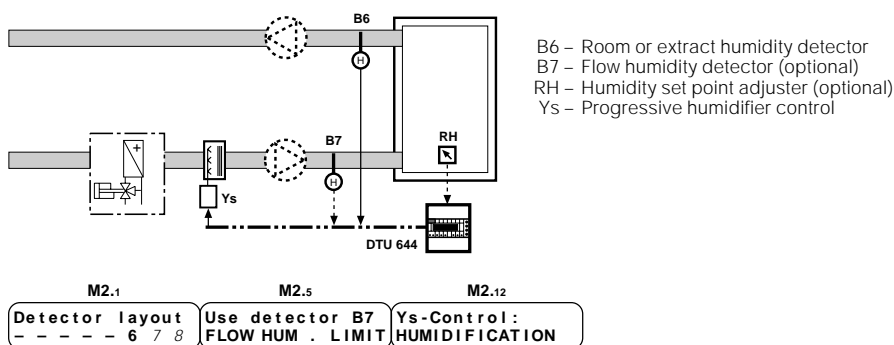 B6
H
B6 – Room or extract humidity detector
B7 – Flow humidity detector (optional)
RH – Humidity set point adjuster (optional)
Ys – Progressive humidifier control
+
B7
H
RH
Ys
DTU 644
M2.1
M2.5
M2.12
Detector layout
– – – – – 6 7 8
Use detector B7
FLOW HUM . LIMIT
Ys-Control :
HUMIDIFICATION